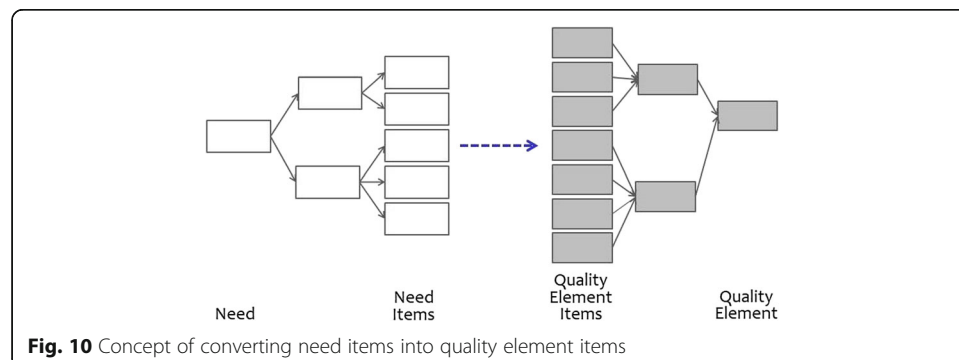 Need
Need
Items
Quality
Element
Items
Quality
Element
Fig. 10 Concept of converting need items into quality element items